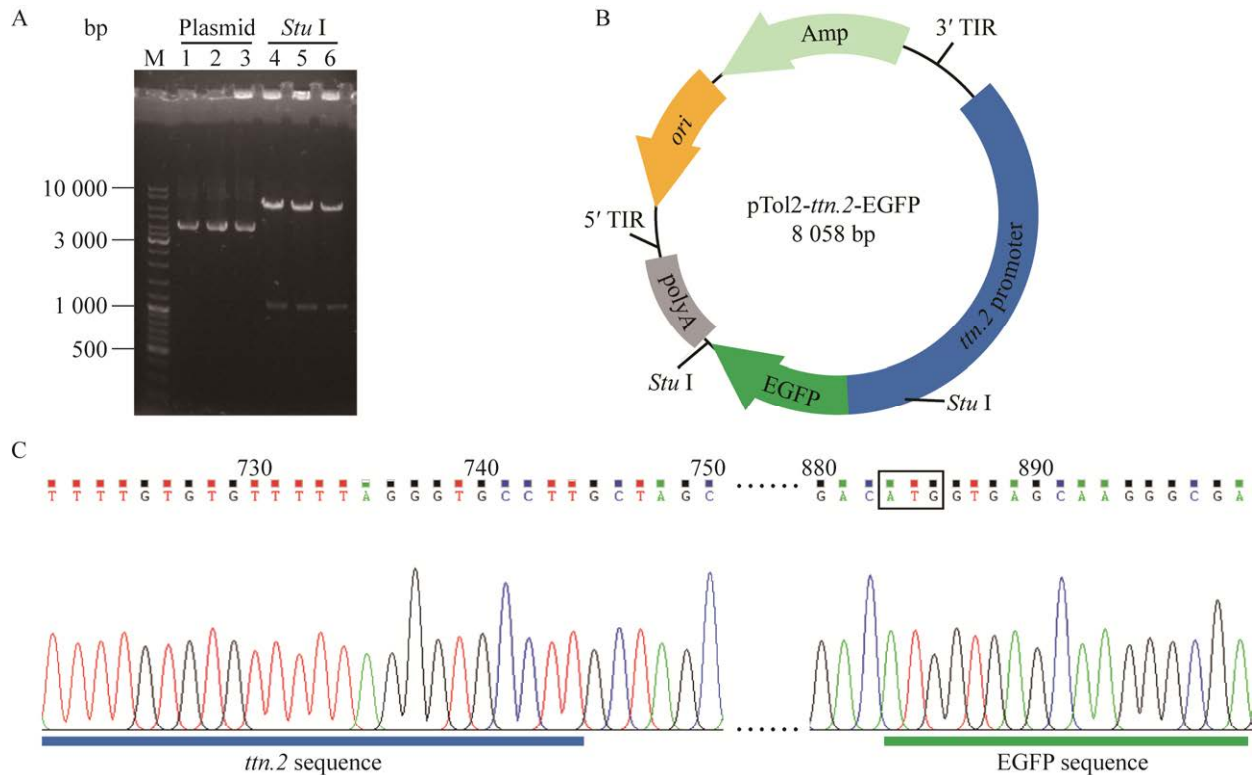 A
bp
Plasmid
Stu I
M 1 2 3 4 5 6
10 000
3 000
1 000
500
B
Amp
3′ TIR
ori
5′ TIR
pTol2-ttn.2-EGFP
8 058 bp
polyA
ttn.2 promoter
Stu I
EGFP
Stu I
C
730 740 750 880 890
T T T T G T G T G T T T T T A G G G T G C C T T G C T A G C ······ G A C A T G G T G A G C A A G G G C G A
······
ttn.2 sequence
EGFP sequence